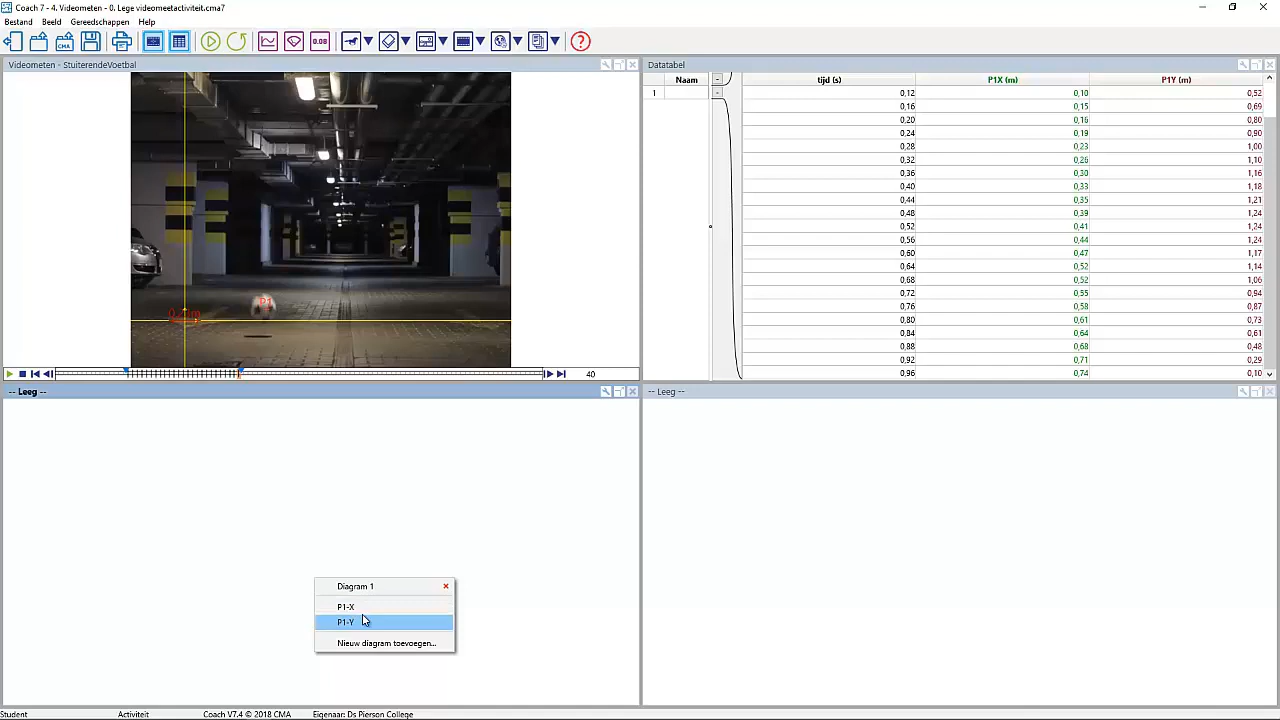 Coach 7 - 4. Videometen - 0. Lege videomeetactiviteit.cma7
Bestand Beeld Gereedschappen Help
CMA 0.08
Videometen - StuiterendeVoetbal
P1
40
Datatabel
Naam tijd (s) P1X (m) P1Y (m)
1 0,12 0,10 0,52
0,16 0,15 0,69
0,20 0,16 0,80
0,24 0,19 0,90
0,28 0,23 1,00
0,32 0,26 1,10
0,36 0,30 1,16
0,40 0,33 1,18
0,44 0,35 1,21
0,48 0,39 1,24
0,52 0,41 1,24
0,56 0,44 1,24
0,60 0,47 1,17
0,64 0,52 1,14
0,68 0,52 1,06
0,72 0,55 0,94
0,76 0,58 0,87
0,80 0,61 0,73
0,84 0,64 0,61
0,88 0,68 0,48
0,92 0,71 0,29
0,96 0,74 0,10
-- Leeg --
-- Leeg --
Diagram 1
P1-X
P1-Y
Nieuw diagram toevoegen...
Student Activiteit Coach V7.4 © 2018 CMA Eigenaar: Ds Pierson College